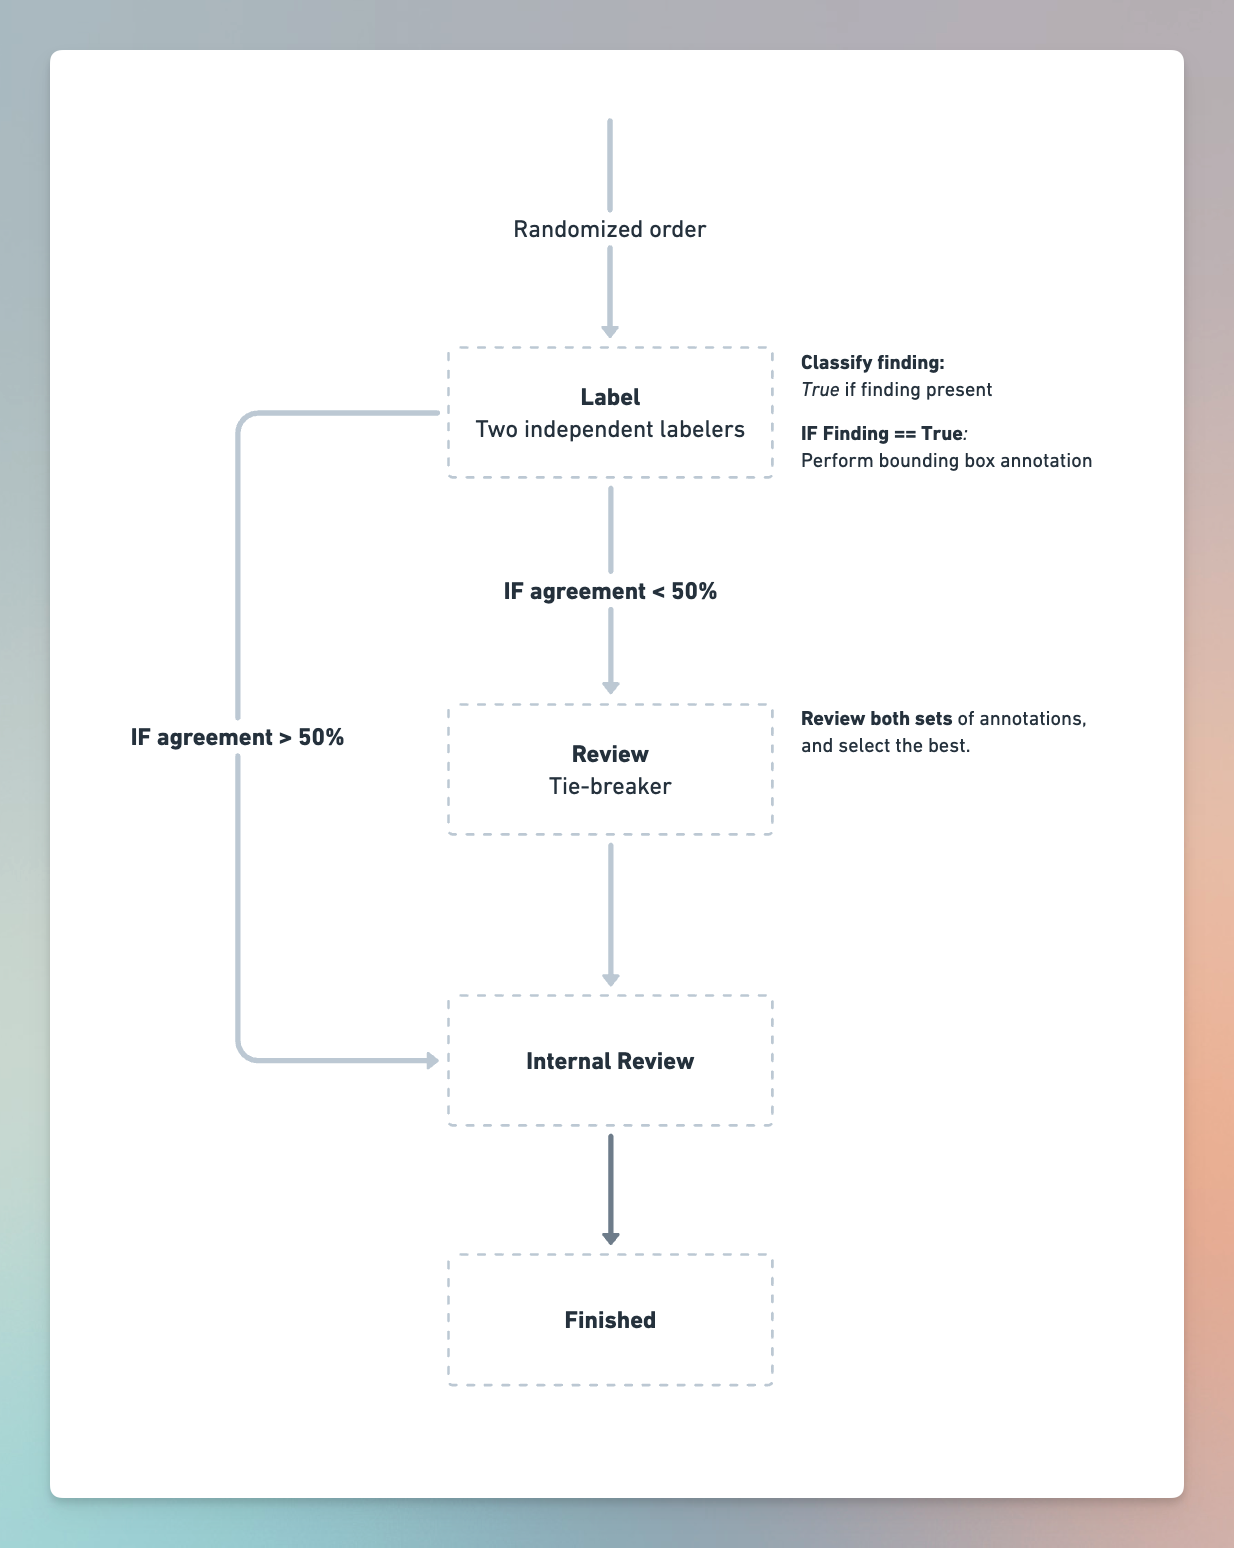 Randomized order
Label
Two independent labelers
Classify finding:
True if finding present
IF Finding == True:
Perform bounding box annotation
IF agreement < 50%
IF agreement > 50%
Review
Tie-breaker
Review both sets of annotations,
and select the best.
Internal Review
Finished